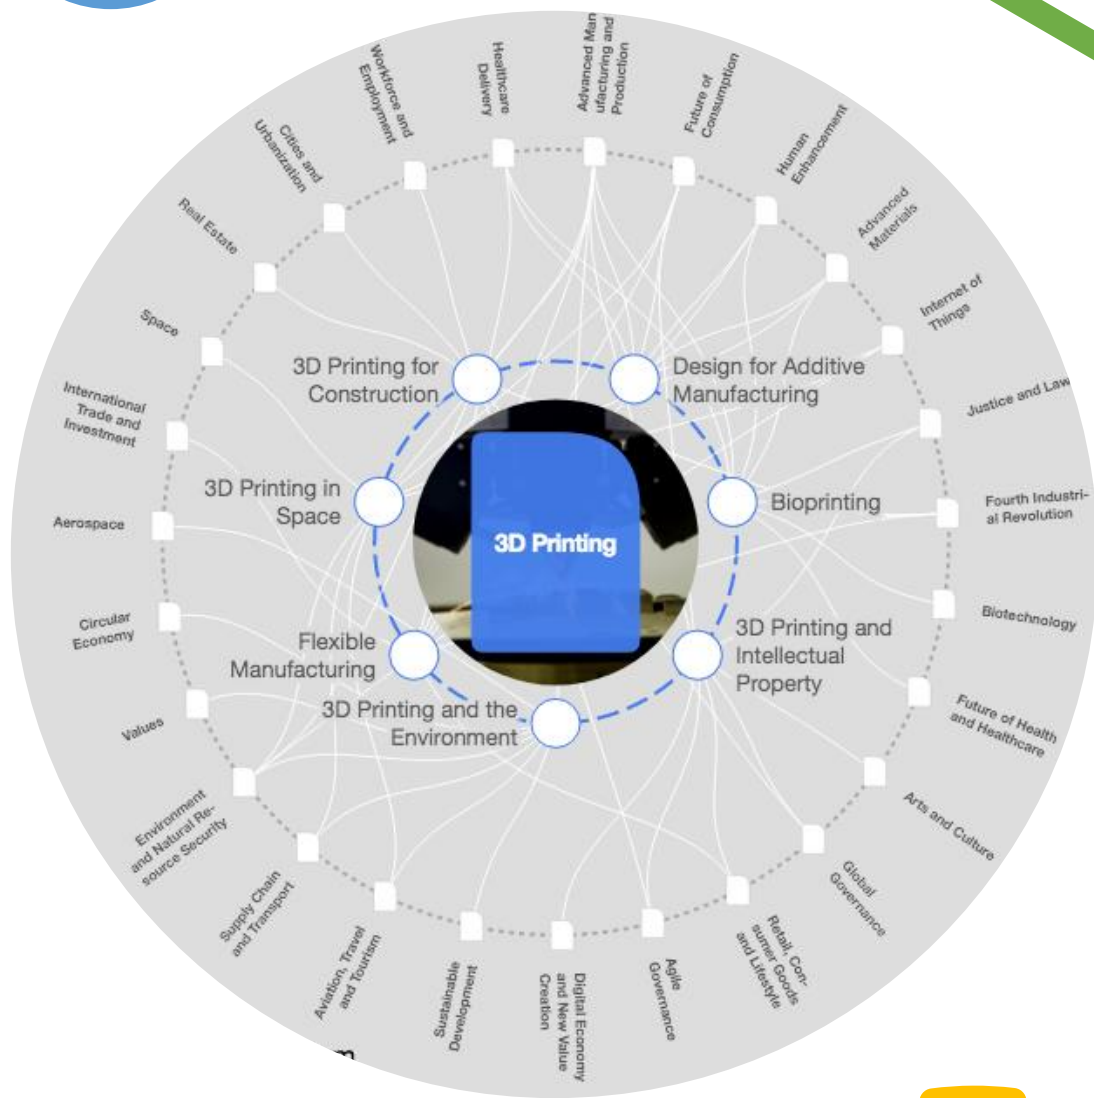 Workforce and
Employment
Healthcare
Delivery
Advanced Man
ufacturing and
Production
Future of
Consumption
Human
Enhancement
Advanced
Materials
Internet of
Things
Justice and Law
Fourth Industri-
al Revolution
Biotechnology
Future of Health
and Healthcare
Arts and Culture
Global
Governance
Retail, Con-
sumer Goods
and Lifestyle
Agile
Governance
Digital Economy
and New Value
Creation
Sustainable
Development
Aviation, Travel
and Tourism
Supply Chain
and Transport
Environment
and Natural Re-
source Security
Values
Circular
Economy
Aerospace
International
Trade and
Investment
Space
Real Estate
Cities and
Urbanization
3D Printing for
Construction
Design for Additive
Manufacturing
3D Printing in
Space
Bioprinting
3D Printing
Flexible
Manufacturing
3D Printing and
Intellectual
Property
3D Printing and the
Environment